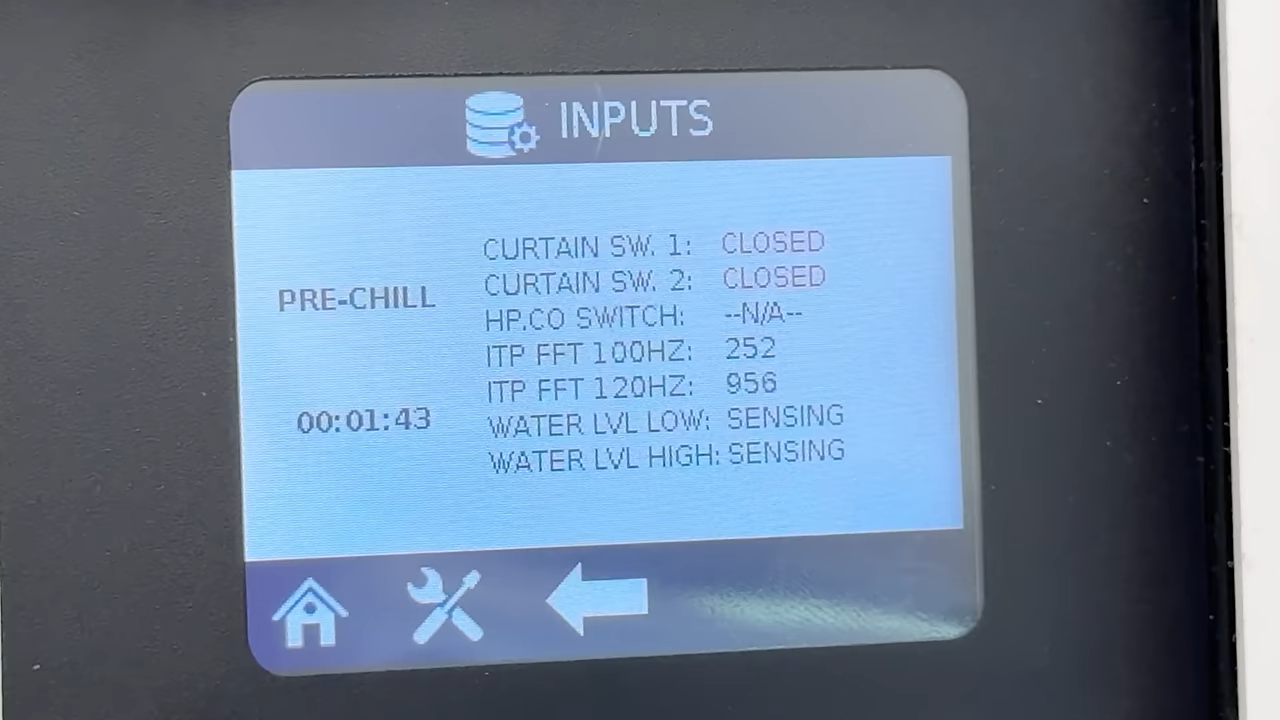 INPUTS
CURTAIN SW. 1: CLOSED
CURTAIN SW. 2: CLOSED
PRE-CHILL
HP.CO SWITCH: --N/A--
ITP FFT 100HZ: 252
ITP FFT 120HZ: 956
00:01:43
WATER LVL LOW: SENSING
WATER LVL HIGH: SENSING